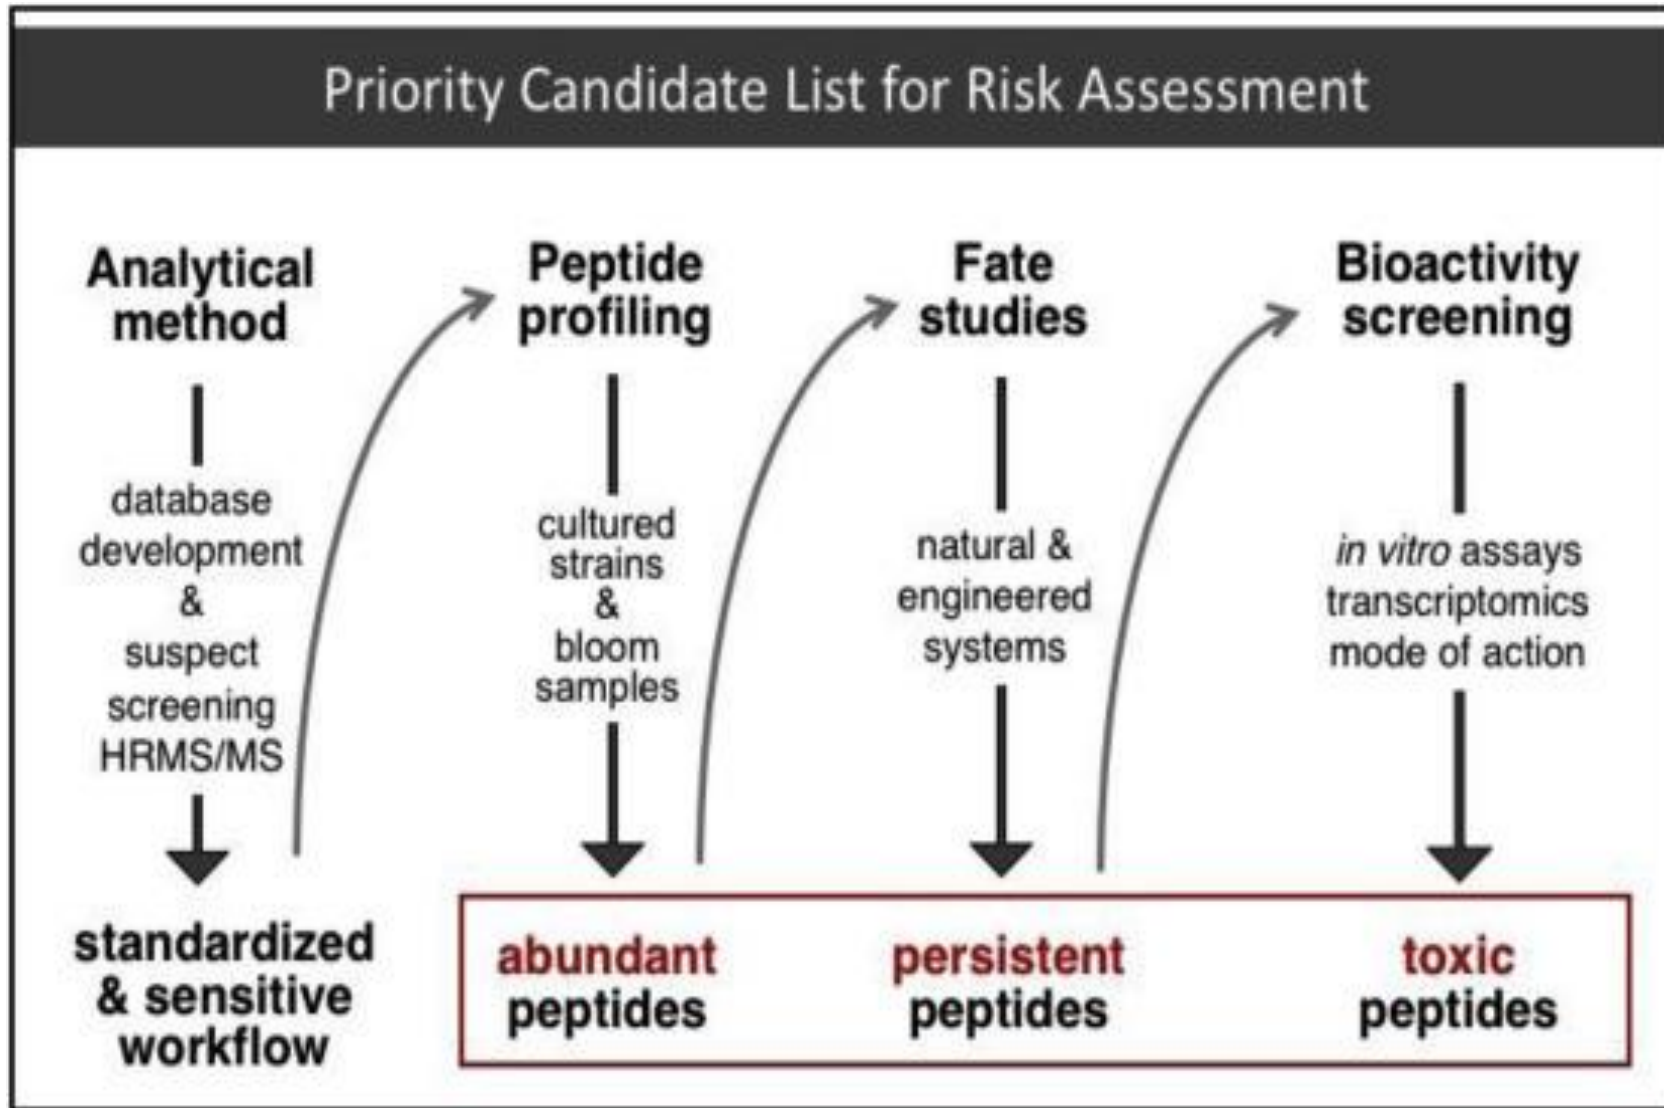 Priority Candidate List for Risk Assessment
Analytical
method
database
development
&
suspect
screening
HRMS/MS
standardized
& sensitive
workflow
Peptide
profiling
cultured
strains
&
bloom
samples
abundant
peptides
Fate
studies
natural &
engineered
systems
persistent
peptides
Bioactivity
screening
in vitro assays
transcriptomics
mode of action
toxic
peptides